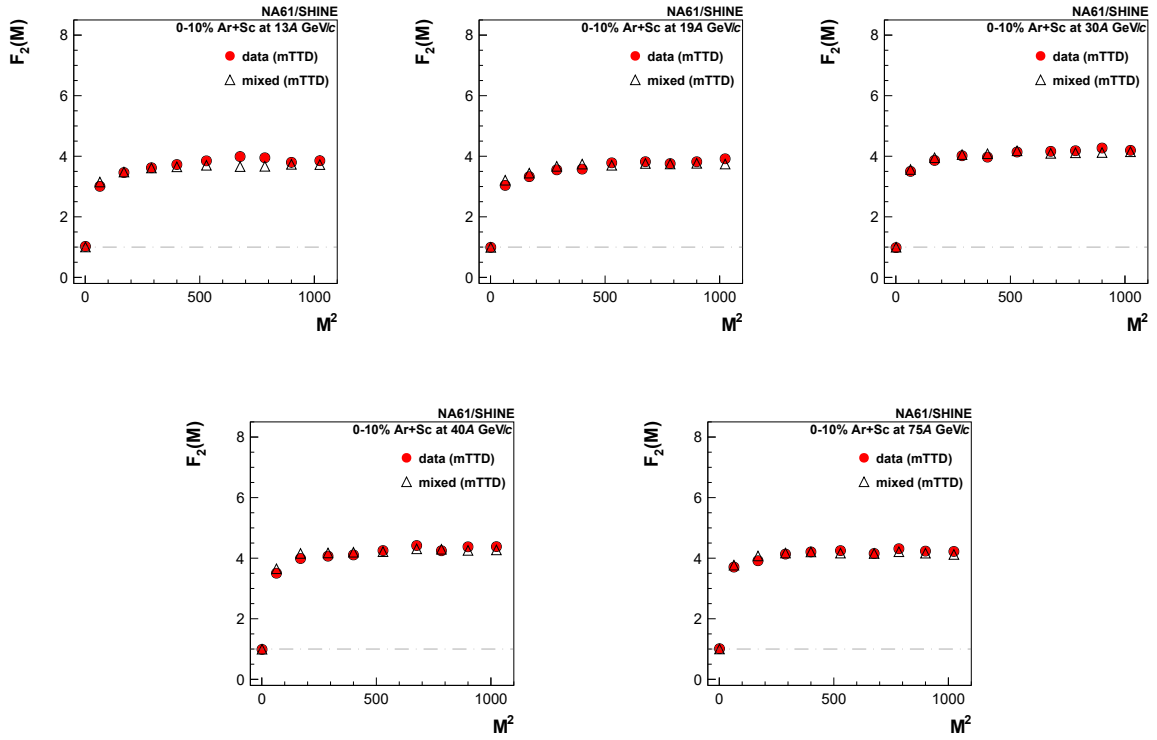 NA61/SHINE
0-10% Ar+Sc at 13A GeV/c
F2(M)
8
data (mTTD)
mixed (mTTD)
6
4
2
0
0 500 1000
M²
NA61/SHINE
0-10% Ar+Sc at 19A GeV/c
F2(M)
8
data (mTTD)
mixed (mTTD)
6
4
2
0
0 500 1000
M²
NA61/SHINE
0-10% Ar+Sc at 30A GeV/c
F2(M)
8
data (mTTD)
mixed (mTTD)
6
4
2
0
0 500 1000
M²
NA61/SHINE
0-10% Ar+Sc at 40A GeV/c
F2(M)
8
data (mTTD)
mixed (mTTD)
6
4
2
0
0 500 1000
M²
NA61/SHINE
0-10% Ar+Sc at 75A GeV/c
F2(M)
8
data (mTTD)
mixed (mTTD)
6
4
2
0
0 500 1000
M²